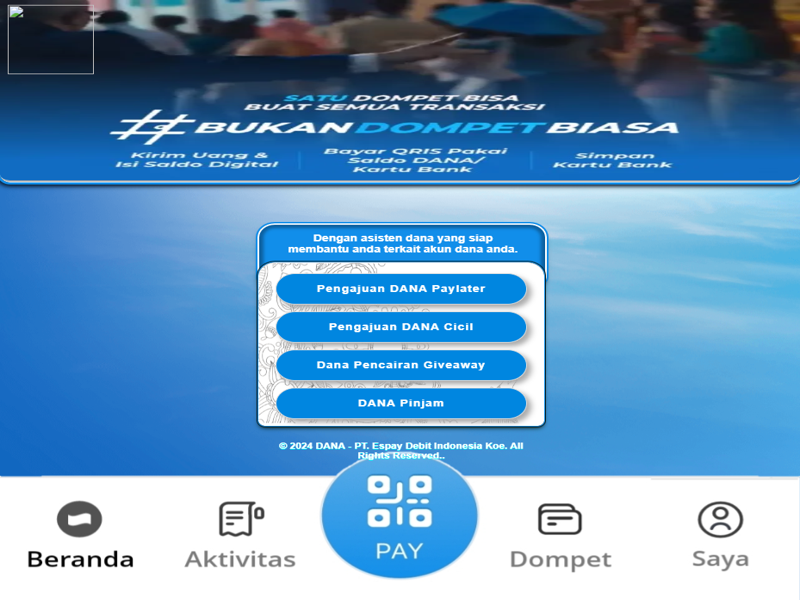 SATU DOMPET BISA
BUAT SEMUA TRANSAKSI
#BUKANDOMPETBIASA
Kirim Uang &
Isi Saldo Digital
Bayar QRIS Pakai
Saldo DANA/
Kartu Bank
Simpan
Kartu Bank
Dengan asisten dana yang siap
membantu anda terkait akun dana anda.
Pengajuan DANA Paylater
Pengajuan DANA Cicil
Dana Pencairan Giveaway
DANA Pinjam
© 2024 DANA - PT. Espay Debit Indonesia Koe. All
Rights Reserved..
PAY
Beranda
Aktivitas
Dompet
Saya